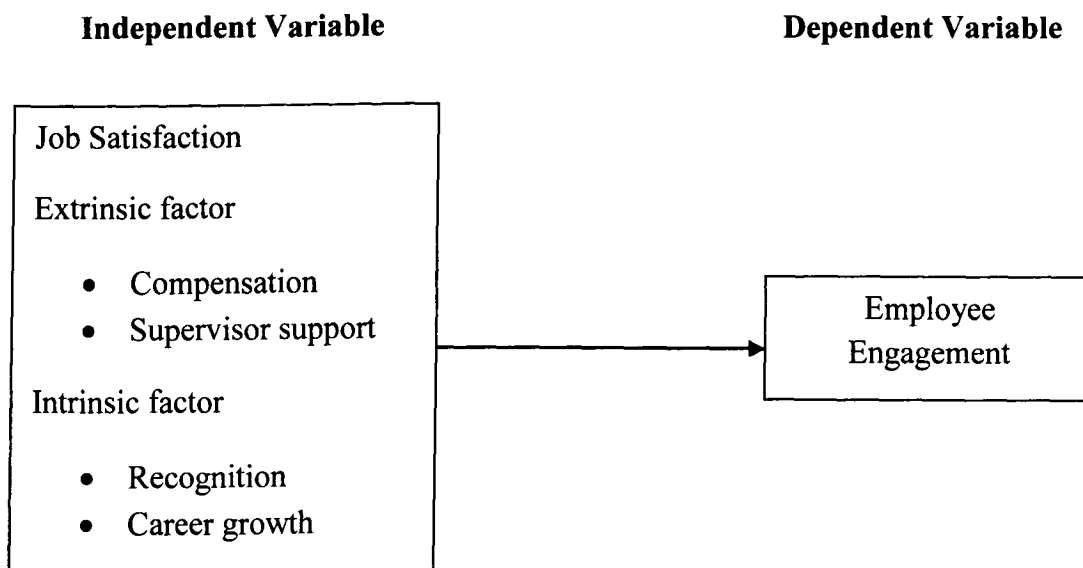 Independent Variable
Dependent Variable
Job Satisfaction
Extrinsic factor
• Compensation
• Supervisor support
Intrinsic factor
• Recognition
• Career growth
Employee
Engagement